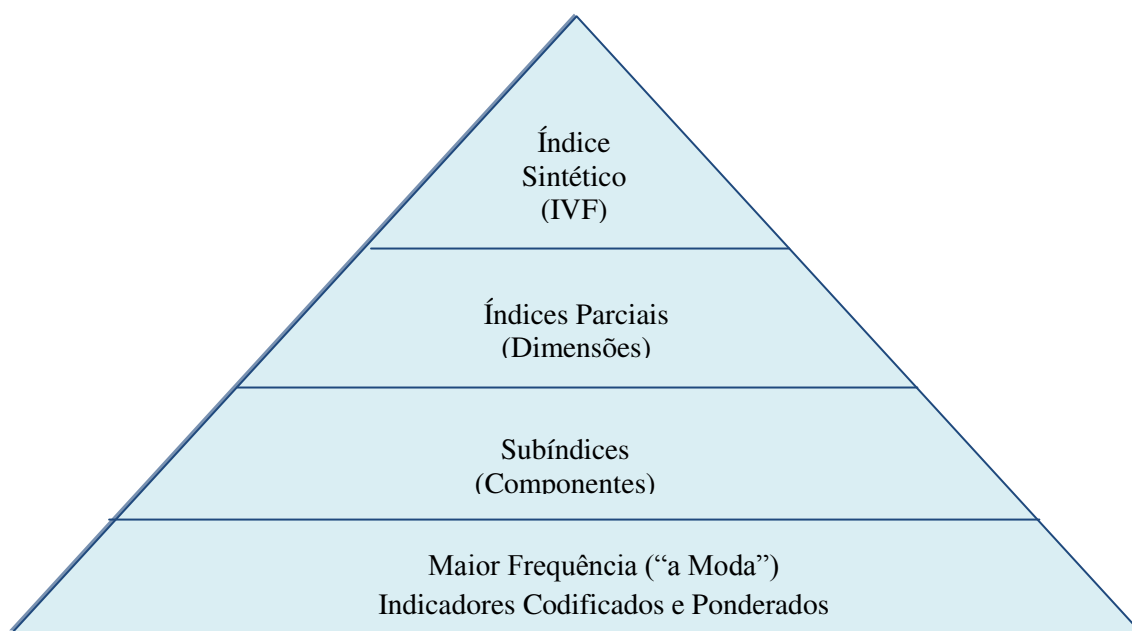 Índice
Sintético
(IVF)
Índices Parciais
(Dimensões)
Subíndices
(Componentes)
Maior Frequência (“a Moda”)
Indicadores Codificados e Ponderados